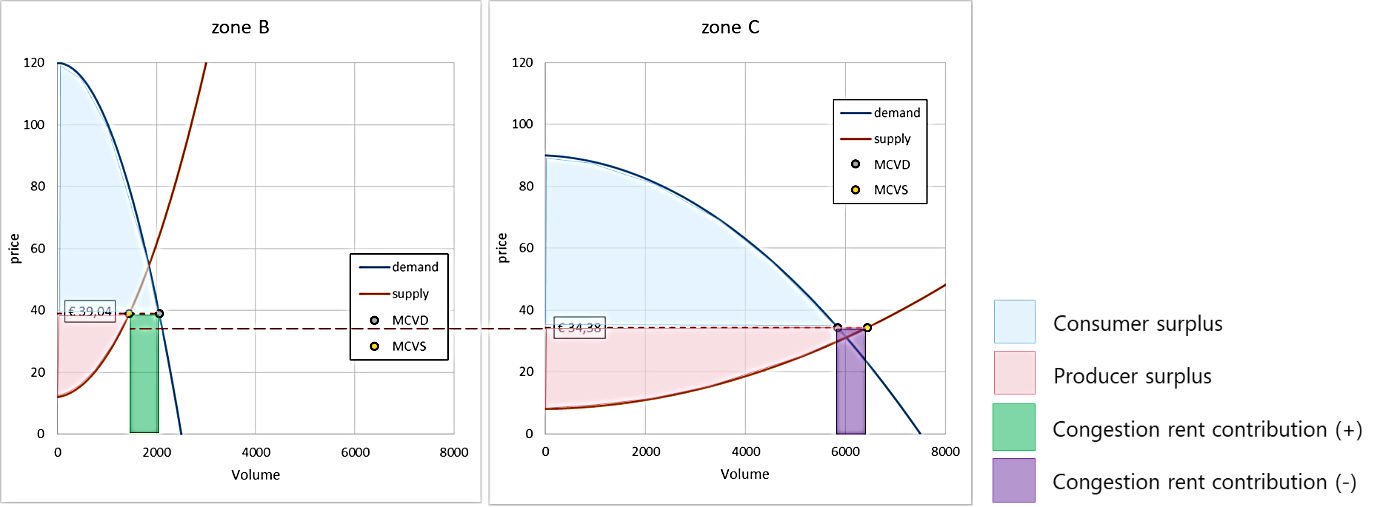 zone B
120
100
80
60
40
20
0
price
€ 39,04
demand
supply
MCVD
MCVS
0
2000
4000
6000
8000
Volume
zone C
120
100
80
60
40
20
0
price
€ 34,38
demand
supply
MCVD
MCVS
0
2000
4000
6000
8000
Volume
Consumer surplus
Producer surplus
Congestion rent contribution (+)
Congestion rent contribution (-)